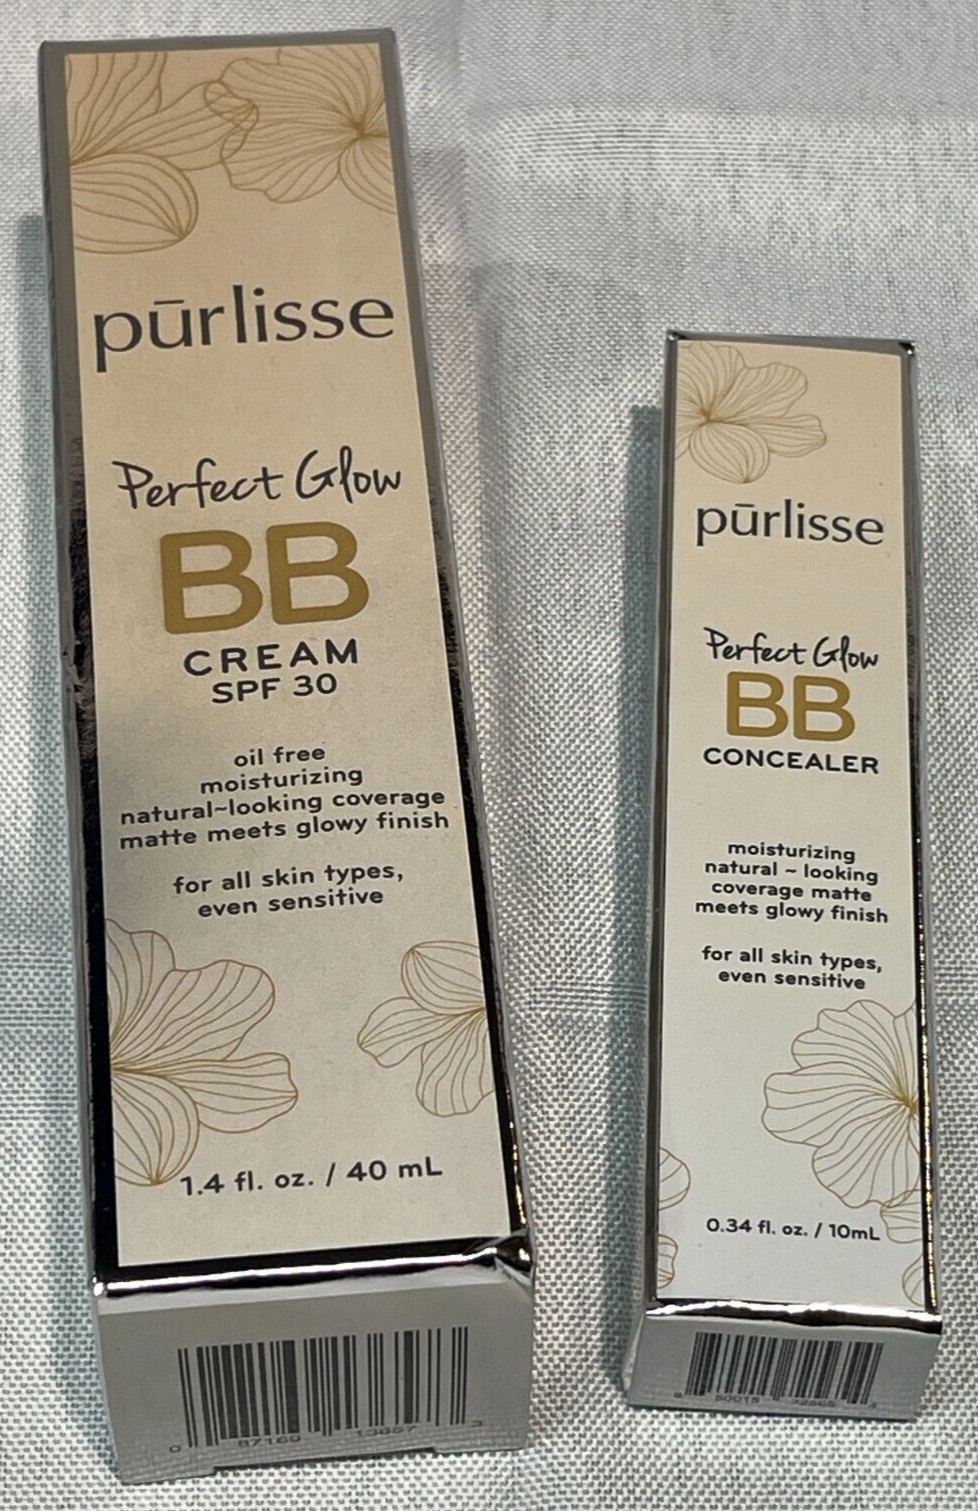 pūrlisse
Perfect Glow
BB
CREAM
SPF 30
oil free
moisturizing
natural~looking coverage
matte meets glowy finish
for all skin types,
even sensitive
1.4 fl. oz. / 40 mL
pūrlisse
Perfect Glow
BB
CONCEALER
moisturizing
natural ~ looking
coverage matte
meets glowy finish
for all skin types,
even sensitive
0.34 fl. oz. / 10mL